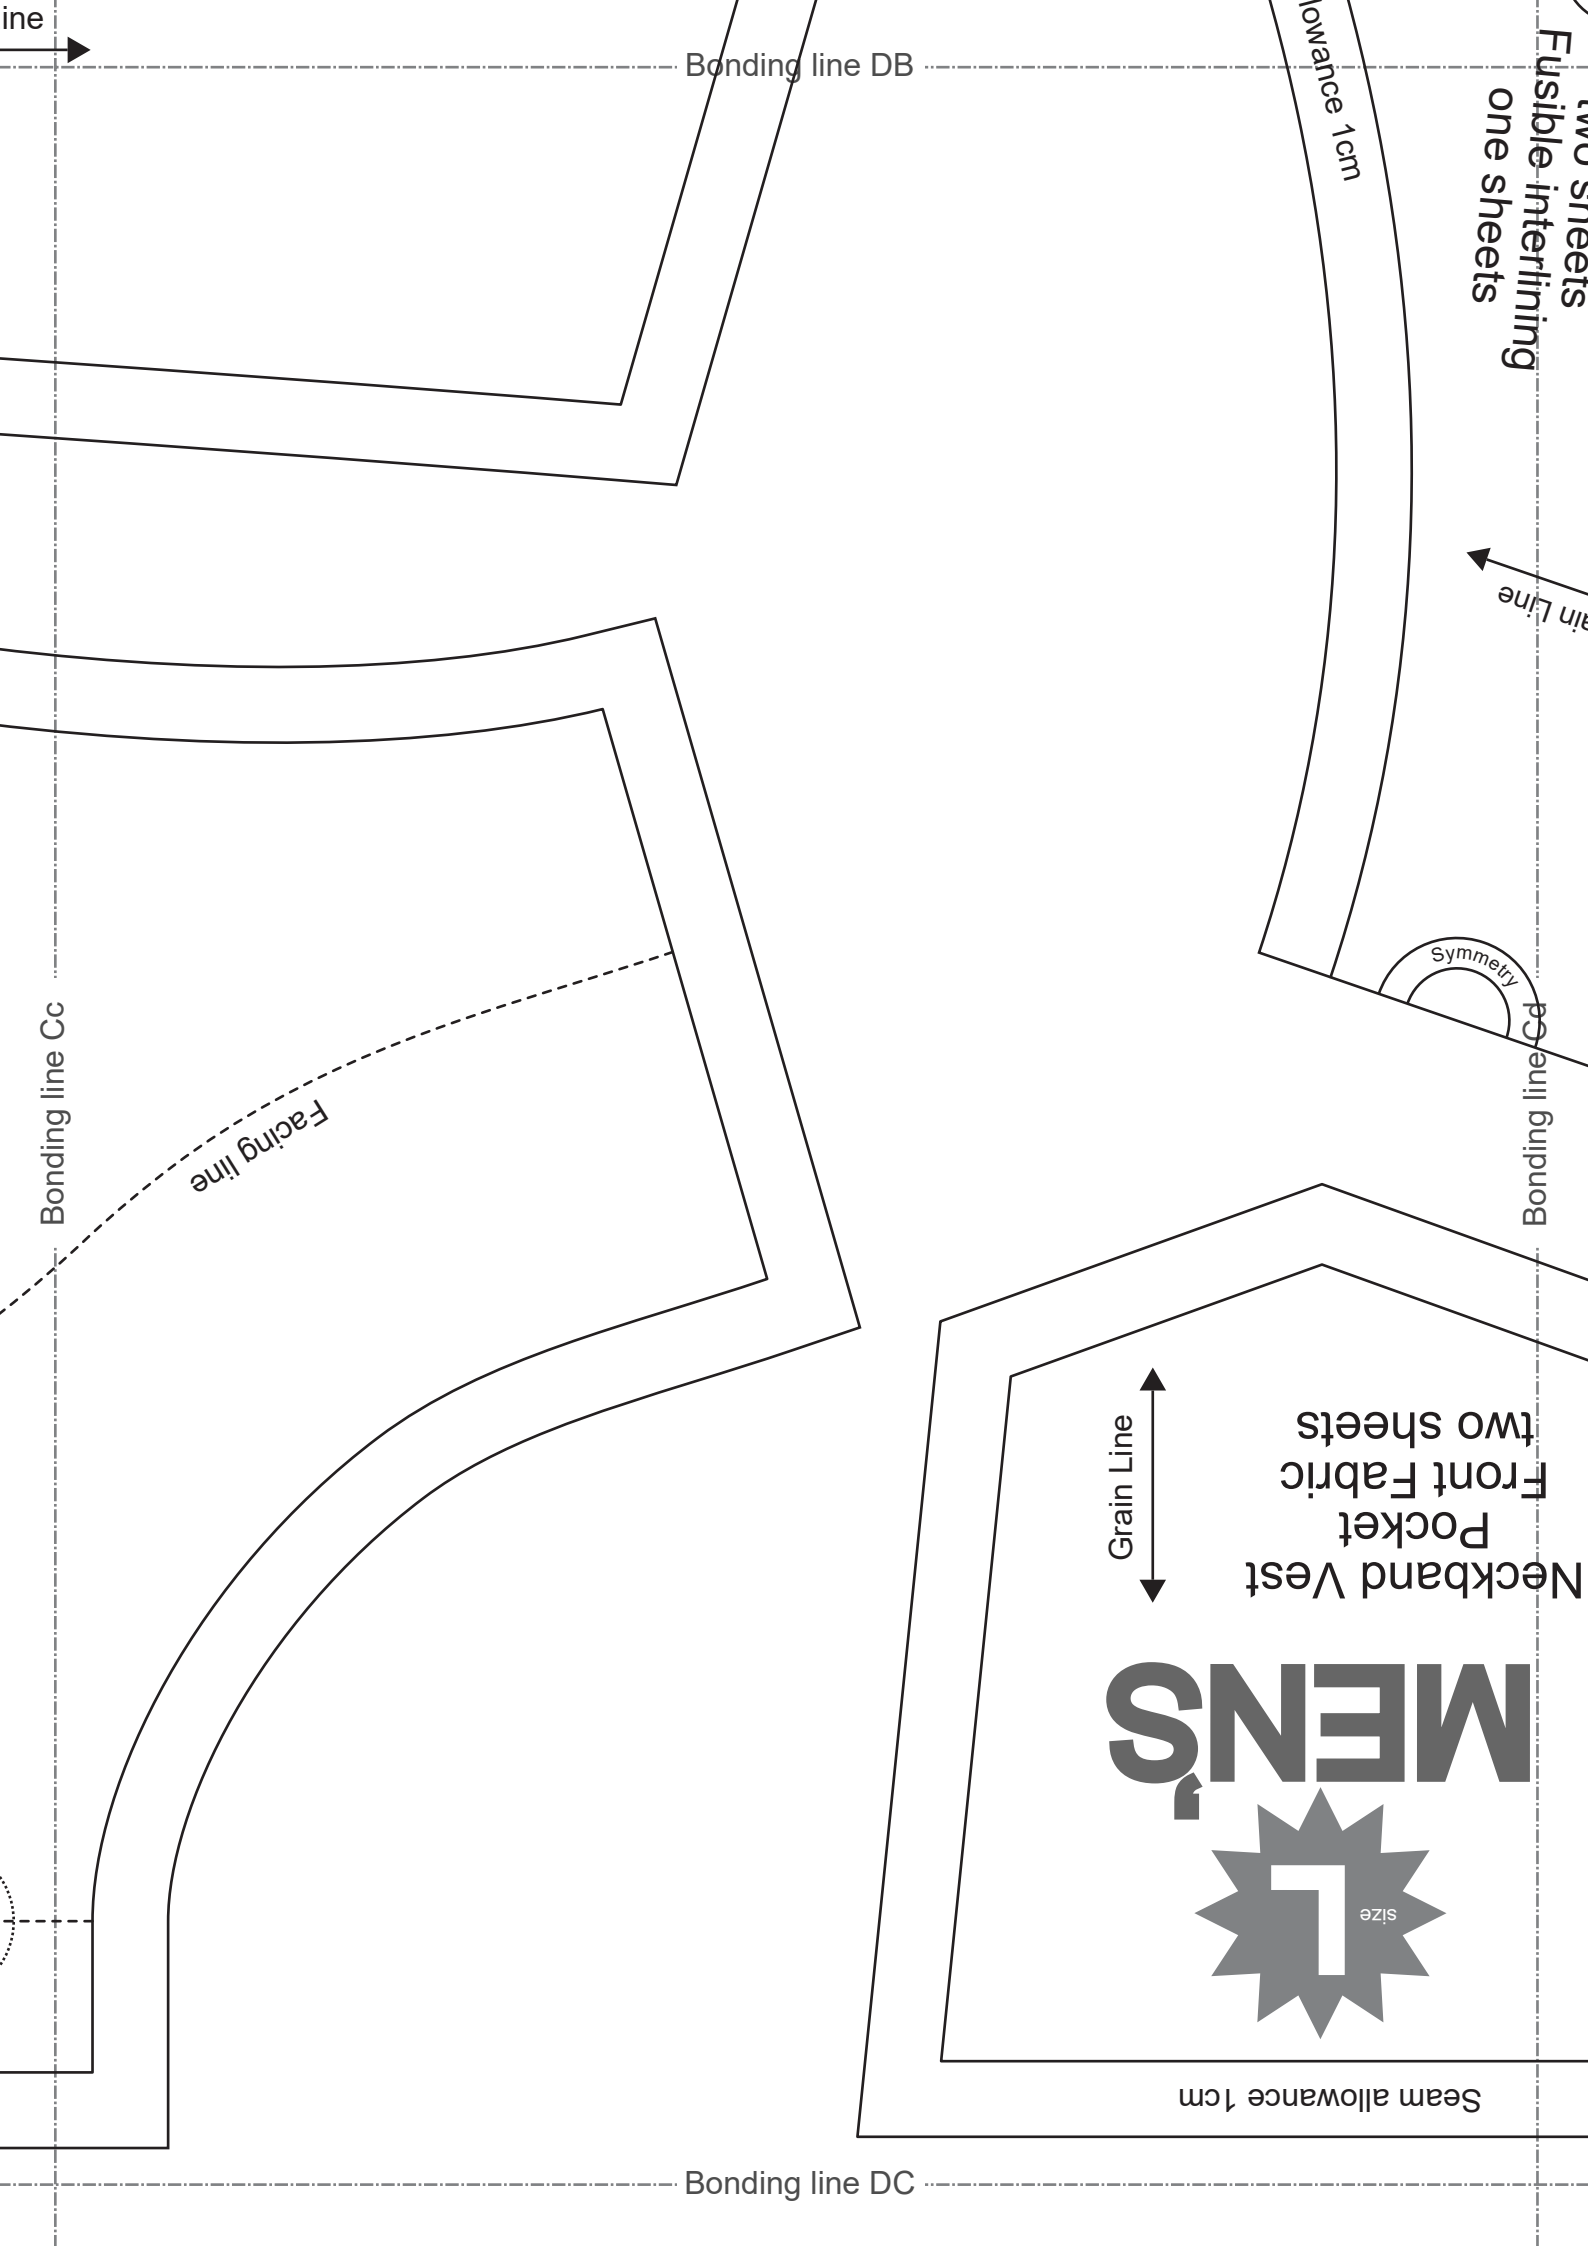 ine
Bonding line DB
lowance 1cm
two sheets
Fusible interlining
one sheets
ain Line
Symmetry
Bonding line Cc
Bonding line Cd
Facing line
Grain Line
MEN'S
size
L
Neckband Vest
Pocket
Front Fabric
two sheets
Seam allowance 1cm
Bonding line DC